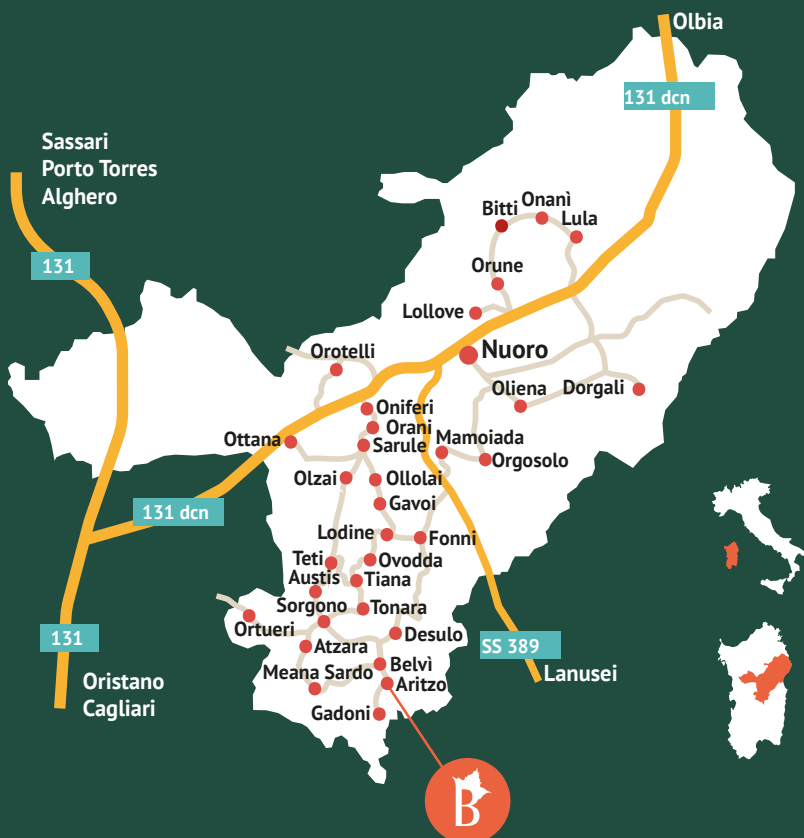 Olbia
131 dcn
Sassari
Porto Torres
Alghero
131
Onanì
Bitti
Lula
Orune
Lollove
Nuoro
Orotelli
Oliena
Dorgali
Oniferi
Orani
Ottana
Sarule
Mamoiada
Orgosolo
Olzai
Ollolai
Gavoi
131 dcn
Lodine
Fonni
Teti
Ovodda
Austis
Tiana
Sorgono
Tonara
Ortueri
Desulo
131
Atzara
SS 389
Belvì
Meana Sardo
Lanusei
Aritzo
Oristano
Cagliari
Gadoni
B